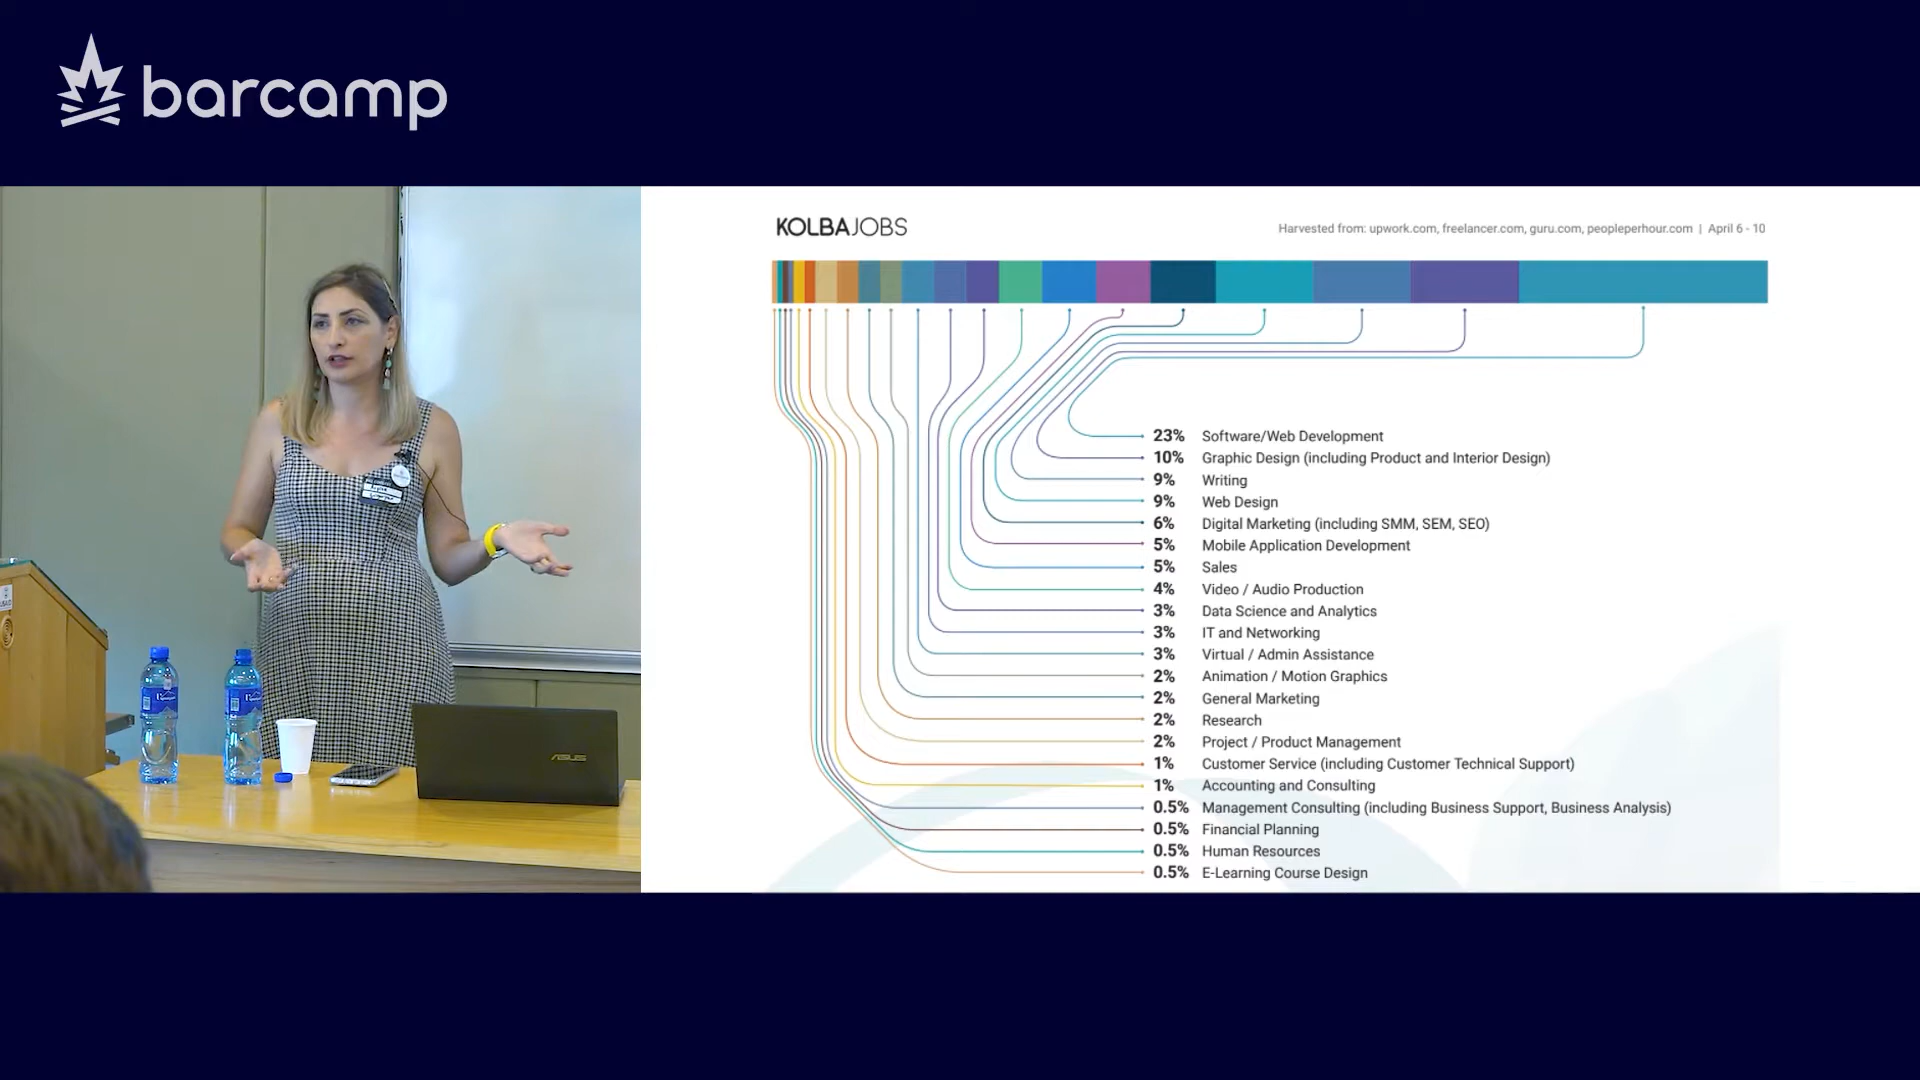 barcamp
KOLBAJOBS
Harvested from: upwork.com, freelancer.com, guru.com, peopleperhour.com | April 6 - 10
23% Software/Web Development
10% Graphic Design (including Product and Interior Design)
9% Writing
9% Web Design
6% Digital Marketing (including SMM, SEM, SEO)
5% Mobile Application Development
5% Sales
4% Video / Audio Production
3% Data Science and Analytics
3% IT and Networking
3% Virtual / Admin Assistance
2% Animation / Motion Graphics
2% General Marketing
2% Research
2% Project / Product Management
1% Customer Service (including Customer Technical Support)
1% Accounting and Consulting
0.5% Management Consulting (including Business Support, Business Analysis)
0.5% Financial Planning
0.5% Human Resources
0.5% E-Learning Course Design
ASUS